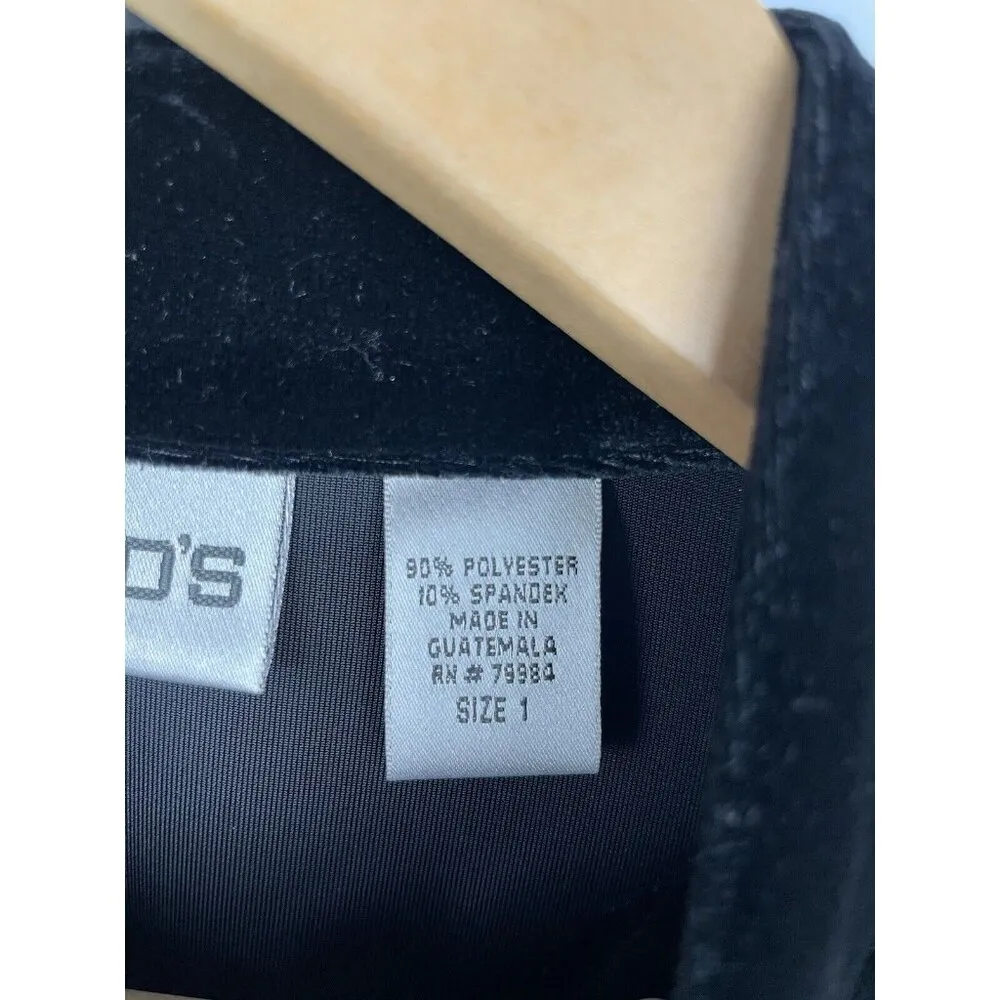 O'S
90% POLYESTER
10% SPANDEX
MADE IN
GUATEMALA
RN # 79984
SIZE 1